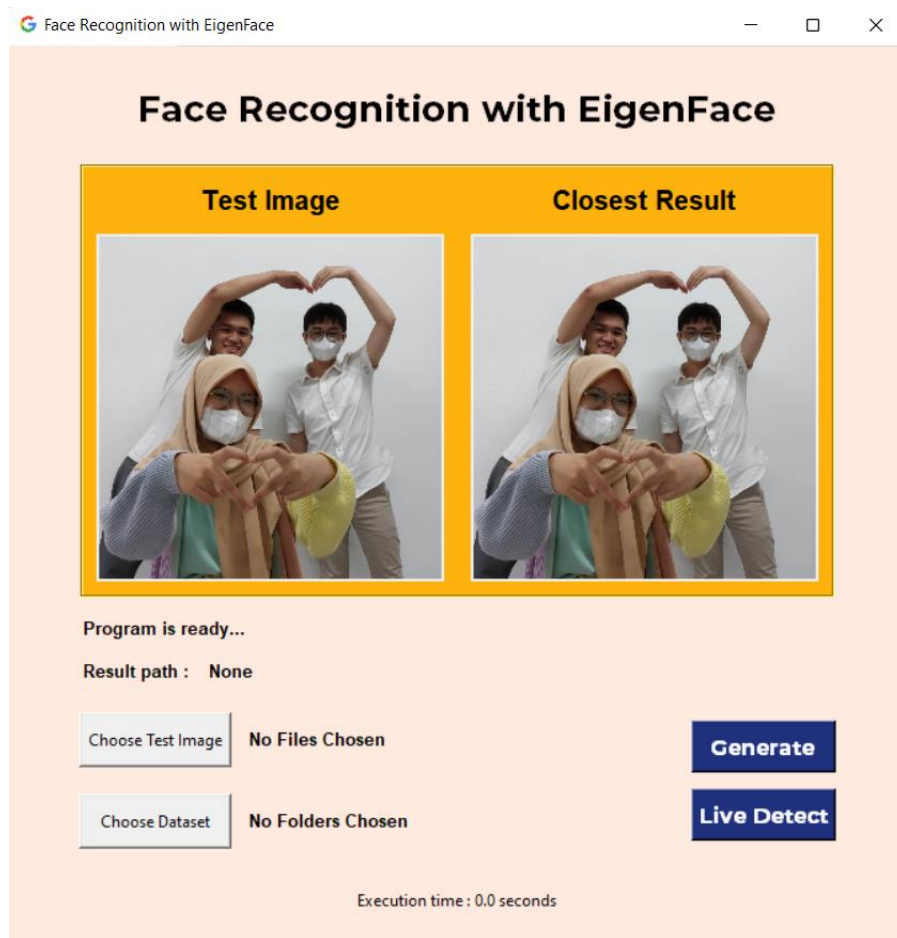 Face Recognition with EigenFace
Face Recognition with EigenFace
Test Image
Closest Result
Program is ready...
Result path : None
Choose Test Image
No Files Chosen
Generate
Choose Dataset
No Folders Chosen
Live Detect
Execution time : 0.0 seconds